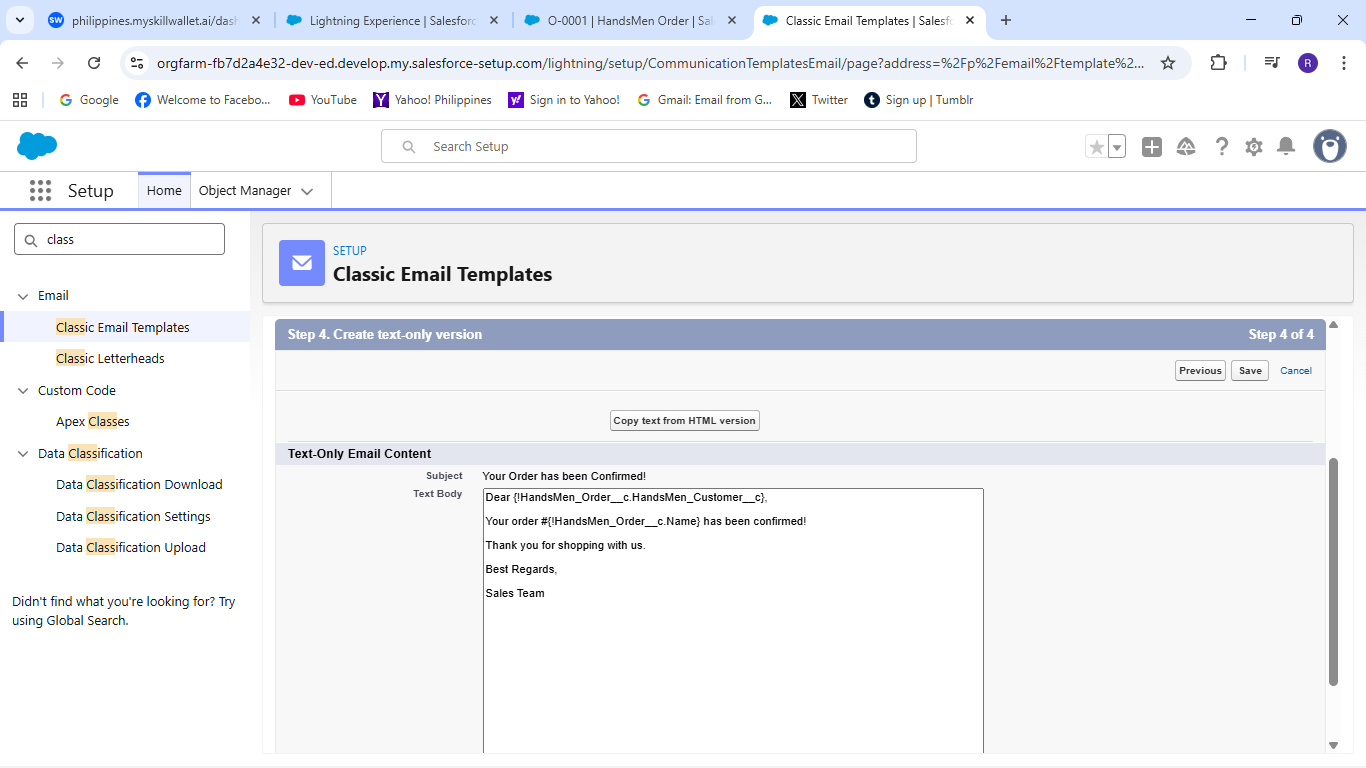 philippines.myskillwallet.ai/dash
Lightning Experience | Salesforc
O-0001 | HandsMen Order | Sal
Classic Email Templates | Salesf
orgfarm-fb7d2a4e32-dev-ed.develop.my.salesforce-setup.com/lightning/setup/CommunicationTemplatesEmail/page?address=%2Fp%2Femail%2Ftemplate%2...
R
Google
Welcome to Facebo...
YouTube
Yahoo! Philippines
Sign in to Yahoo!
Gmail: Email from G...
Twitter
Sign up | Tumblr
Search Setup
Setup
Home
Object Manager
class
Email
Classic Email Templates
Classic Letterheads
Custom Code
Apex Classes
Data Classification
Data Classification Download
Data Classification Settings
Data Classification Upload
Didn't find what you're looking for? Try
using Global Search.
SETUP
Classic Email Templates
Step 4. Create text-only version
Step 4 of 4
Previous
Save
Cancel
Copy text from HTML version
Text-Only Email Content
Subject
Your Order has been Confirmed!
Text Body
Dear {!HandsMen_Order__c.HandsMen_Customer__c},
Your order #{!HandsMen_Order__c.Name} has been confirmed!
Thank you for shopping with us.
Best Regards,
Sales Team